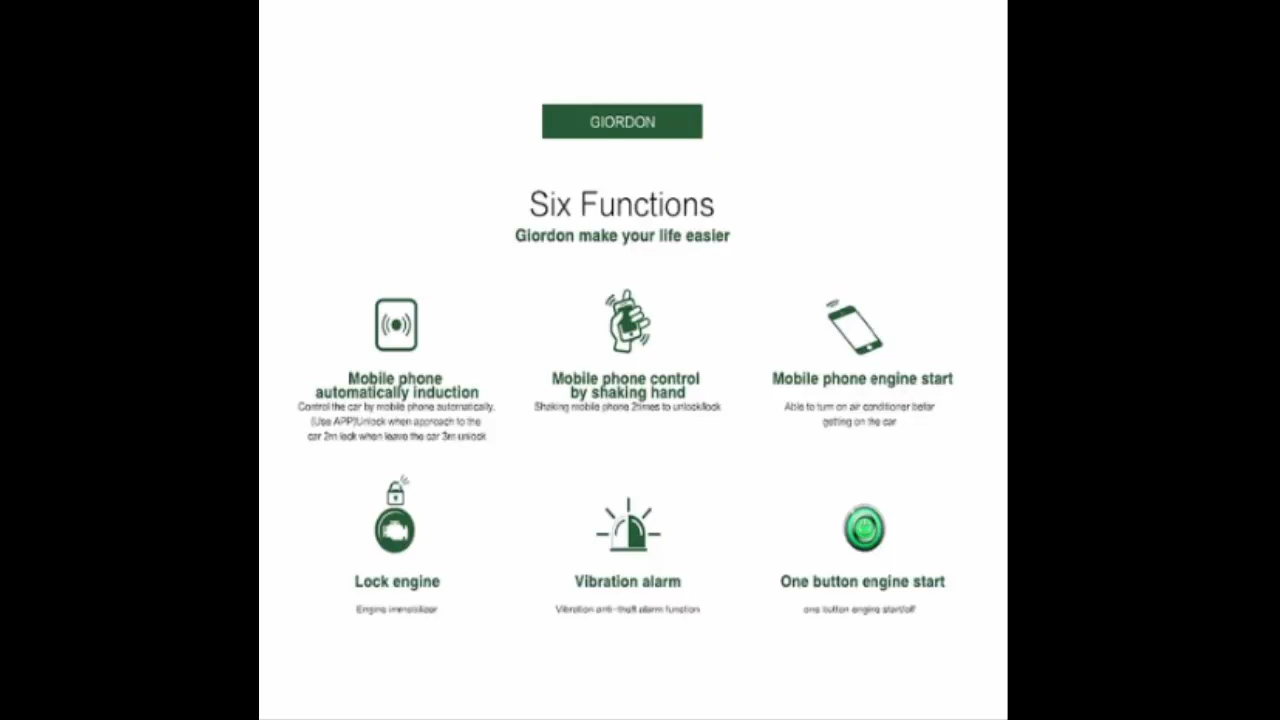 GIORDON
Six Functions
Giordon make your life easier
Mobile phone
automatically induction
Control the car by mobile phone automatically.
(Use APP)Unlock when approach to the
car 2m lock when leave the car 3m unlock
Mobile phone control
by shaking hand
Shaking mobile phone 2times to unlock/lock
Mobile phone engine start
Able to turn on air conditioner befor
getting on the car
Lock engine
Engine immobilizer
Vibration alarm
Vibration anti-theft alarm function
One button engine start
one button engine start/off